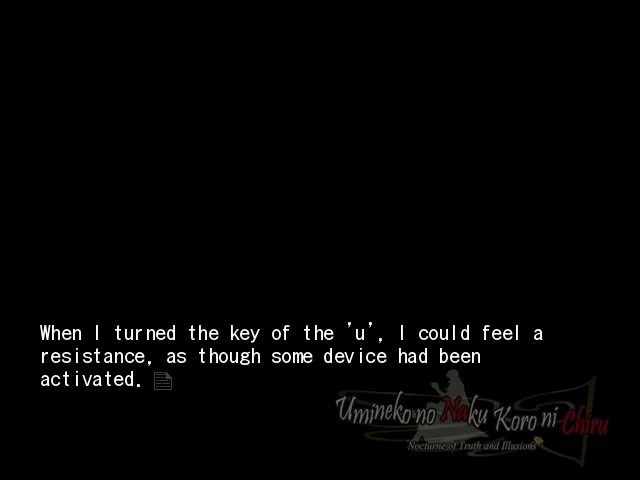 When I turned the key of the 'u', I could feel a
resistance, as though some device had been
activated.
Umineko no Naku Koro ni Chiru
Nocturne of Truth and Illusions